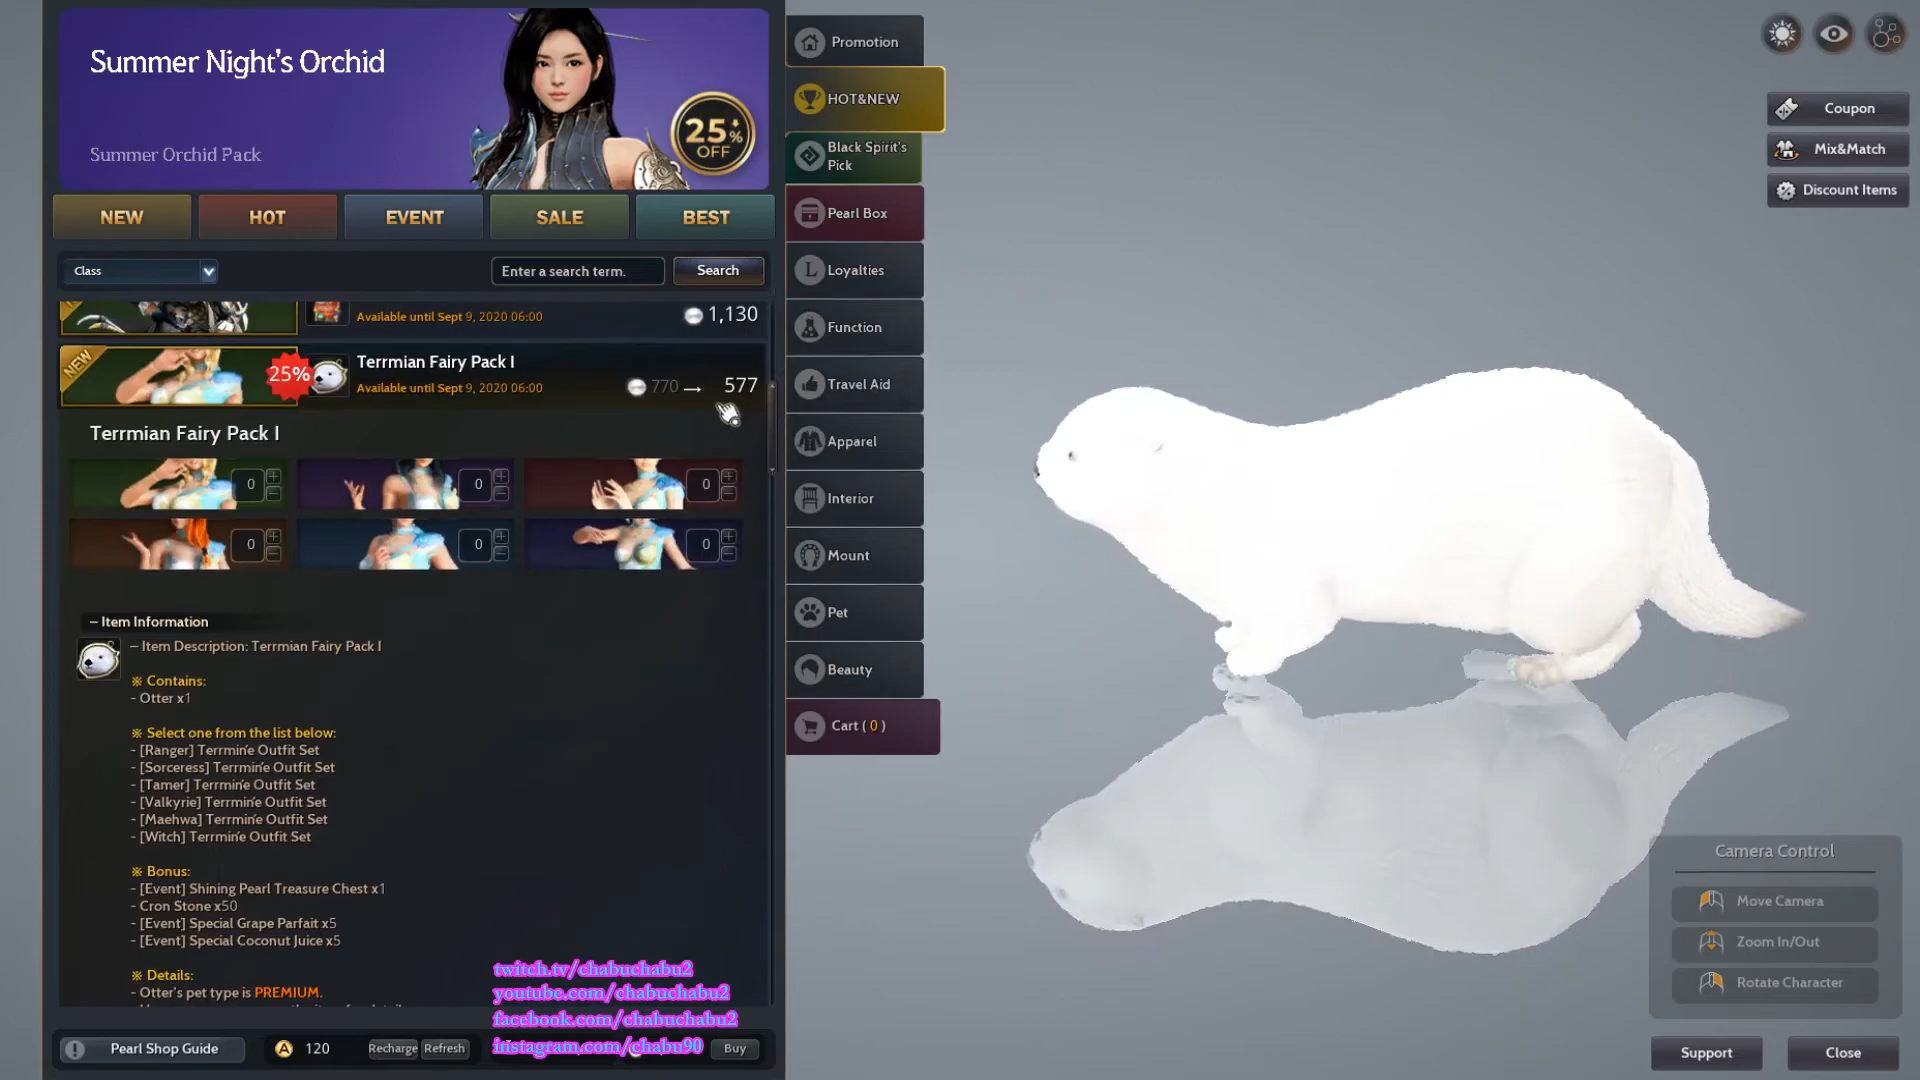 Summer Night's Orchid
Summer Orchid Pack
25%
OFF
NEW
HOT
EVENT
SALE
BEST
Class
Enter a search term.
Search
Available until Sept 9, 2020 06:00
1,130
NEW
25%
Terrmian Fairy Pack I
Available until Sept 9, 2020 06:00
770 → 577
Terrmian Fairy Pack I
0
0
0
0
0
0
– Item Information
– Item Description: Terrmian Fairy Pack I
※ Contains:
- Otter x1
※ Select one from the list below:
- [Ranger] Terrmin'e Outfit Set
- [Sorceress] Terrmin'e Outfit Set
- [Tamer] Terrmin'e Outfit Set
- [Valkyrie] Terrmin'e Outfit Set
- [Maehwa] Terrmin'e Outfit Set
- [Witch] Terrmin'e Outfit Set
※ Bonus:
- [Event] Shining Pearl Treasure Chest x1
- Cron Stone x50
- [Event] Special Grape Parfait x5
- [Event] Special Coconut Juice x5
※ Details:
- Otter's pet type is PREMIUM.
twitch.tv/chabuchabu2
youtube.com/chabuchabu2
facebook.com/chabuchabu2
instagram.com/chabu90
Pearl Shop Guide
A 120
Recharge
Refresh
Buy
Promotion
HOT&NEW
Black Spirit's
Pick
Pearl Box
L Loyalties
Function
Travel Aid
Apparel
Interior
Mount
Pet
Beauty
Cart ( 0 )
Coupon
Mix&Match
Discount Items
Camera Control
Move Camera
Zoom In/Out
Rotate Character
Support
Close